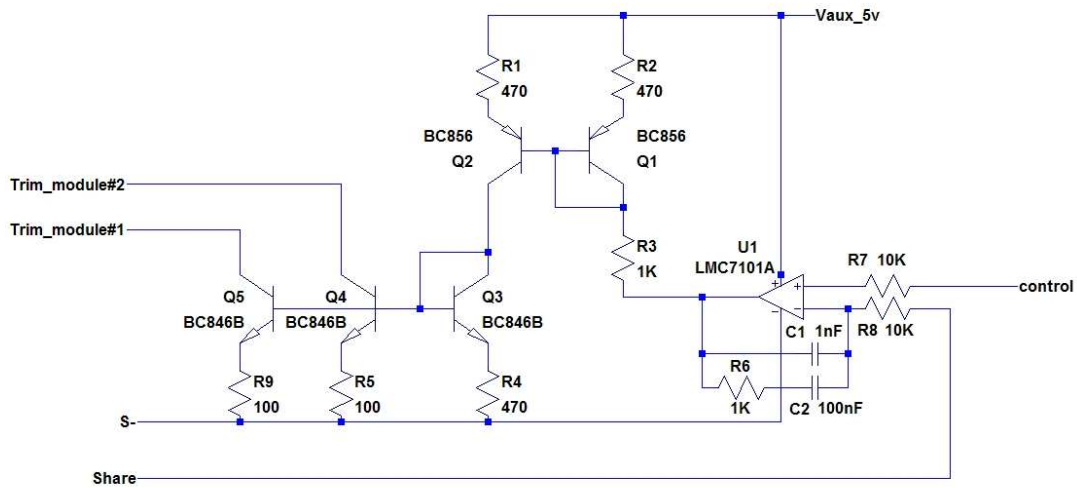 Vaux_5v
R1
470
R2
470
BC856
Q2
BC856
Q1
Trim_module#2
Trim_module#1
R3
1K
U1
LMC7101A
R7 10K
+
+
control
−
−
R8 10K
Q5
BC846B
Q4
BC846B
Q3
BC846B
C1 1nF
R6
1K
C2 100nF
R9
100
R5
100
R4
470
S-
Share